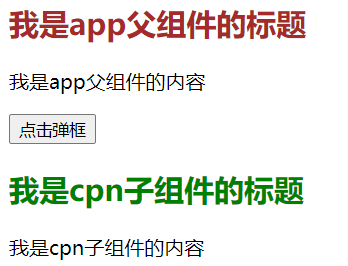 我是app父组件的标题
我是app父组件的内容
点击弹框
我是cpn子组件的标题
我是cpn子组件的内容